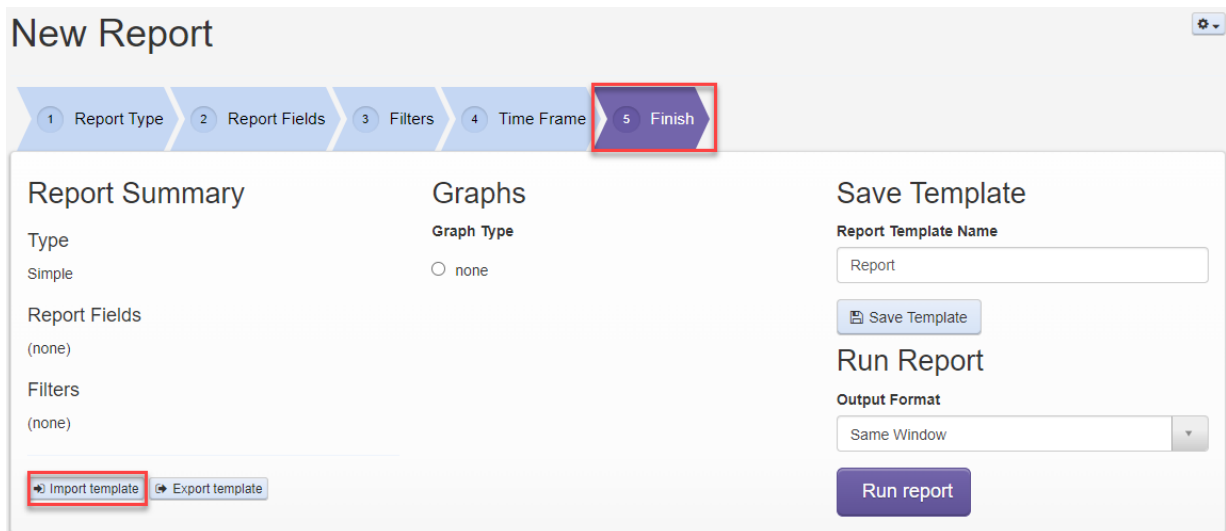 New Report
1 Report Type
2 Report Fields
3 Filters
4 Time Frame
5 Finish
Report Summary
Type
Simple
Report Fields
(none)
Filters
(none)
Import template
Export template
Graphs
Graph Type
none
Save Template
Report Template Name
Report
Save Template
Run Report
Output Format
Same Window
Run report